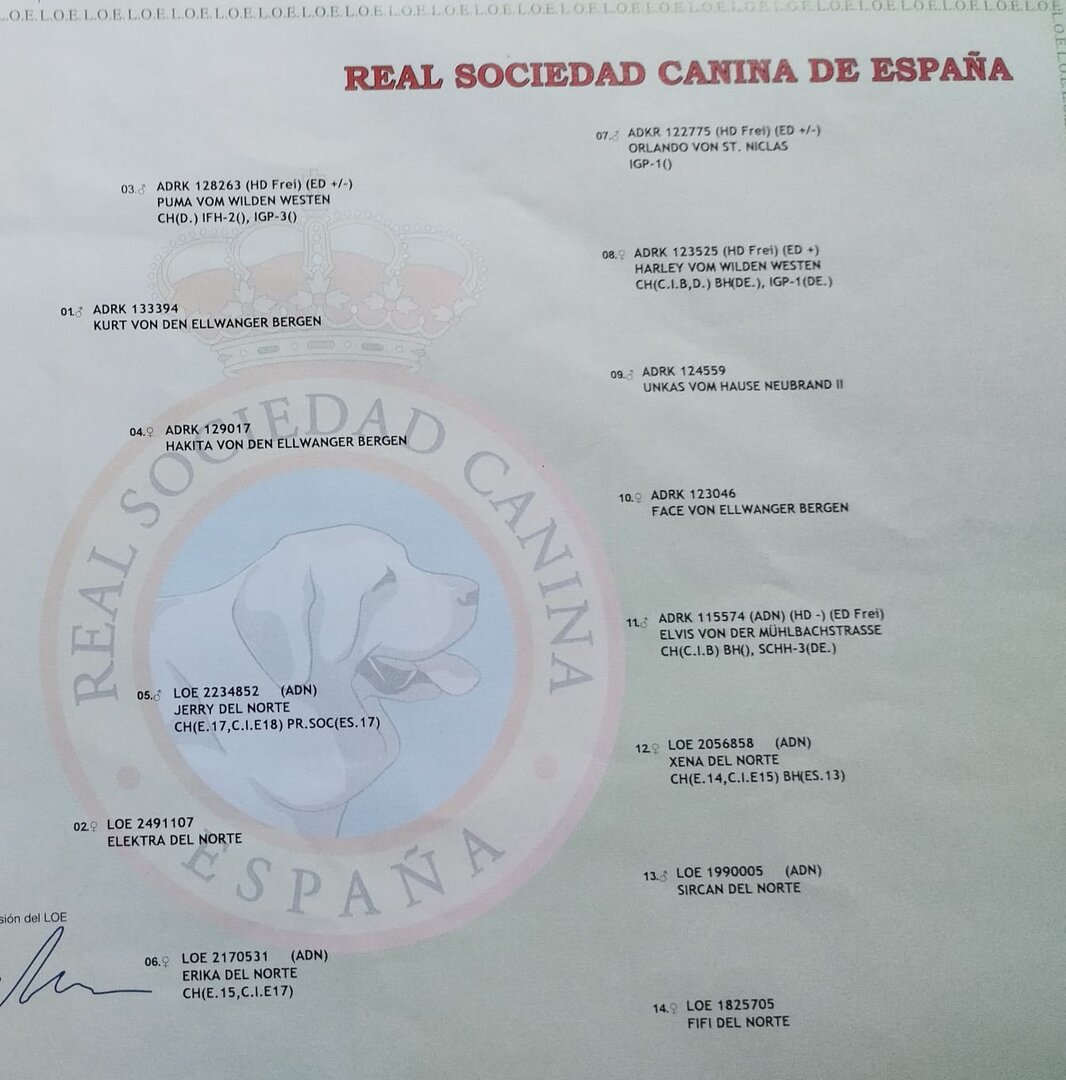 L.O.E.L.O.E.L.O.E.L.O.E.L.O.E.L.O.E.L.O.E.L.O.E.L.O.E.L.O.E.L.O.E.L.O.E.L.O.E.L.O.E.L.O.E.L.O.E.
REAL SOCIEDAD CANINA DE ESPAÑA
07.♂ ADKR 122775 (HD Frei) (ED +/-)
ORLANDO VON ST. NICLAS
IGP-1()
03.♂ ADRK 128263 (HD Frei) (ED +/-)
PUMA VOM WILDEN WESTEN
CH(D.) IFH-2(), IGP-3()
08.♀ ADRK 123525 (HD Frei) (ED +)
HARLEY VOM WILDEN WESTEN
CH(C.I.B,D.) BH(DE.), IGP-1(DE.)
01.♂ ADRK 133394
KURT VON DEN ELLWANGER BERGEN
09.♂ ADRK 124559
UNKAS VOM HAUSE NEUBRAND II
04.♀ ADRK 129017
HAKITA VON DEN ELLWANGER BERGEN
10.♀ ADRK 123046
FACE VON ELLWANGER BERGEN
REAL SOCIEDAD CANINA
ESPAÑA
11.♂ ADRK 115574 (ADN) (HD -) (ED Frei)
ELVIS VON DER MÜHLBACHSTRASSE
CH(C.I.B) BH(), SCHH-3(DE.)
05.♂ LOE 2234852 (ADN)
JERRY DEL NORTE
CH(E.17,C.I.E18) PR.SOC(ES.17)
12.♀ LOE 2056858 (ADN)
XENA DEL NORTE
CH(E.14,C.I.E15) BH(ES.13)
02.♀ LOE 2491107
ELEKTRA DEL NORTE
13.♂ LOE 1990005 (ADN)
SIRCAN DEL NORTE
sión del LOE
06.♀ LOE 2170531 (ADN)
ERIKA DEL NORTE
CH(E.15,C.I.E17)
14.♀ LOE 1825705
FIFI DEL NORTE